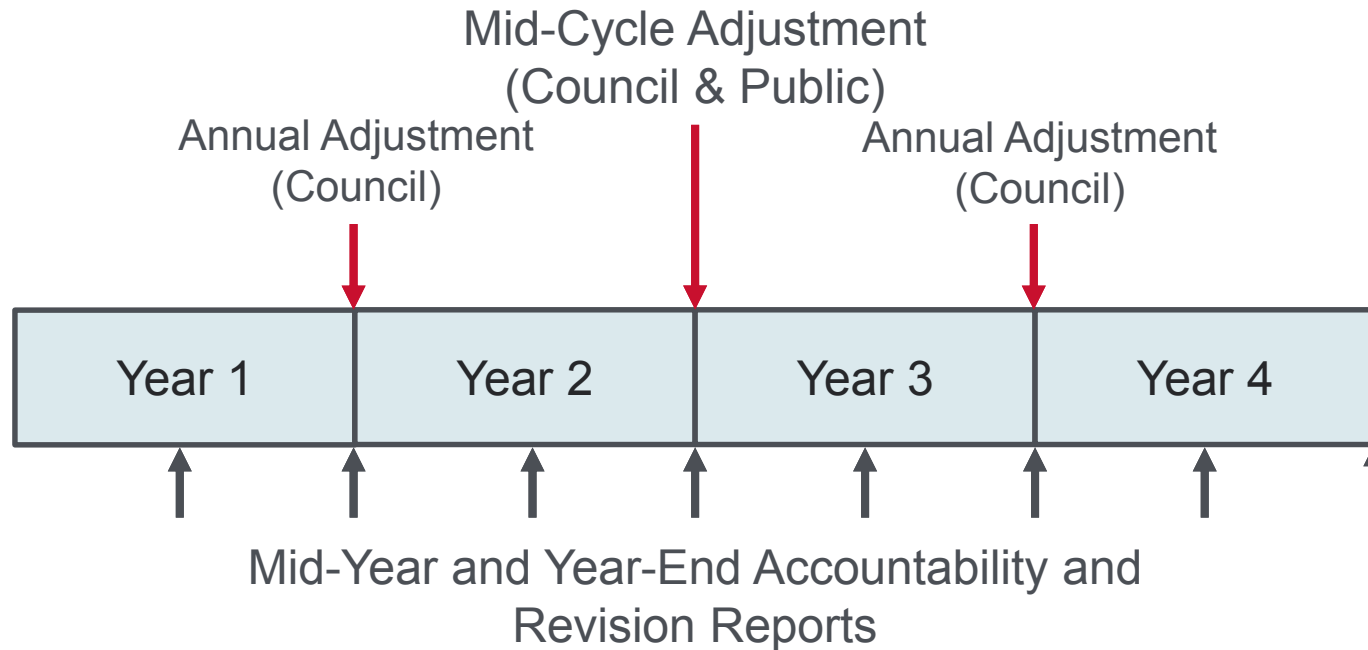 Mid-Cycle Adjustment
(Council & Public)
Annual Adjustment
(Council)
Annual Adjustment
(Council)
Year 1
Year 2
Year 3
Year 4
Mid-Year and Year-End Accountability and
Revision Reports